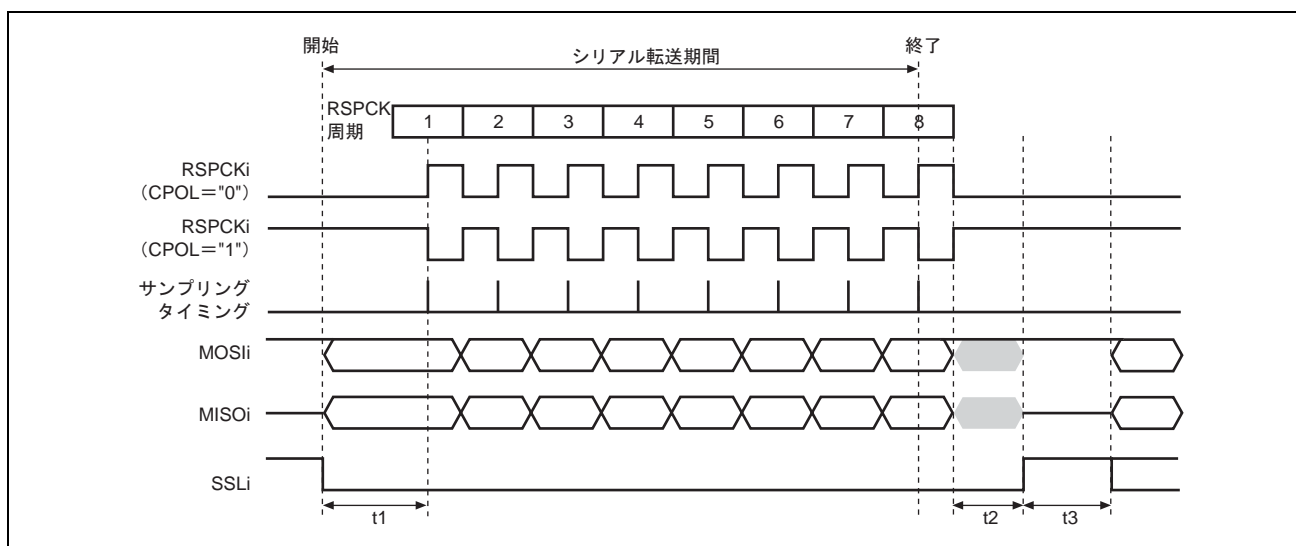 開始
終了
シリアル転送期間
RSPCK
周期
1 2 3 4 5 6 7 8
RSPCKi
(CPOL="0")
RSPCKi
(CPOL="1")
サンプリング
タイミング
MOSIi
MISOi
SSLi
t1
t2
t3